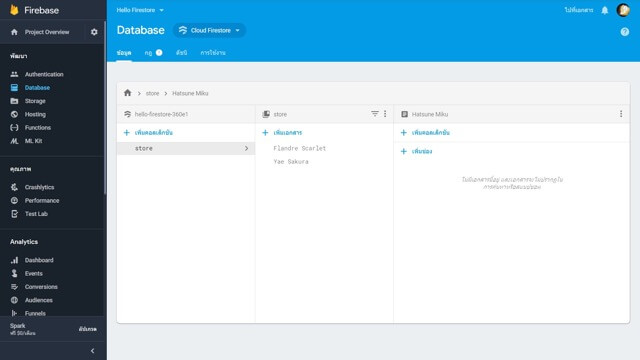 Firebase
Project Overview
พัฒนา
Authentication
Database
Storage
Hosting
Functions
ML Kit
คุณภาพ
Crashlytics
Performance
Test Lab
Analytics
Dashboard
Events
Conversions
Audiences
Funnels
Spark
ฟรี $0/เดือน
อัปเกรด
Hello Firestore
ไปที่เอกสาร
Database
Cloud Firestore
ข้อมูล
กฎ
ดัชนี
การใช้งาน
store
Hatsune Miku
hello-firestore-560e1
store
Hatsune Miku
เพิ่มคอลเล็กชัน
เพิ่มเอกสาร
เพิ่มคอลเล็กชัน
store
Flandre Scarlet
เพิ่มช่อง
Yae Sakura
ไม่มีเอกสารนี้อยู่ และเอกสารจะไม่ปรากฏใน
การค้นหาหรือสแนปชอต